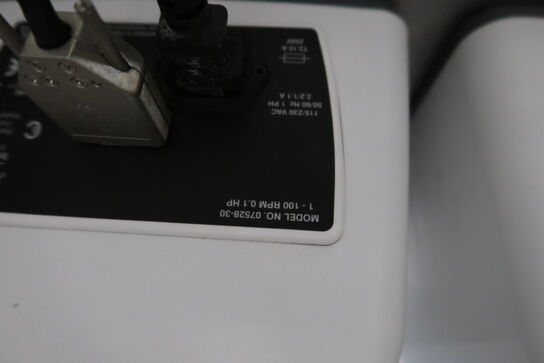 MODEL NO. 07528-30
1 - 100 RPM 0.1 HP
115/230 VAC
50/60 Hz 1 PH
2.2/1.1 A
T3.15 A
250V